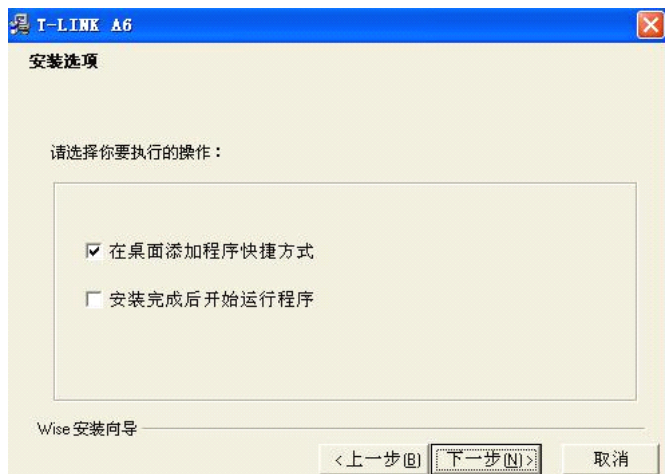 T-LINK A6
安装选项
请选择你要执行的操作：
在桌面添加程序快捷方式
安装完成后开始运行程序
Wise 安装向导
<上一步(B) 下一步(N)> 取消